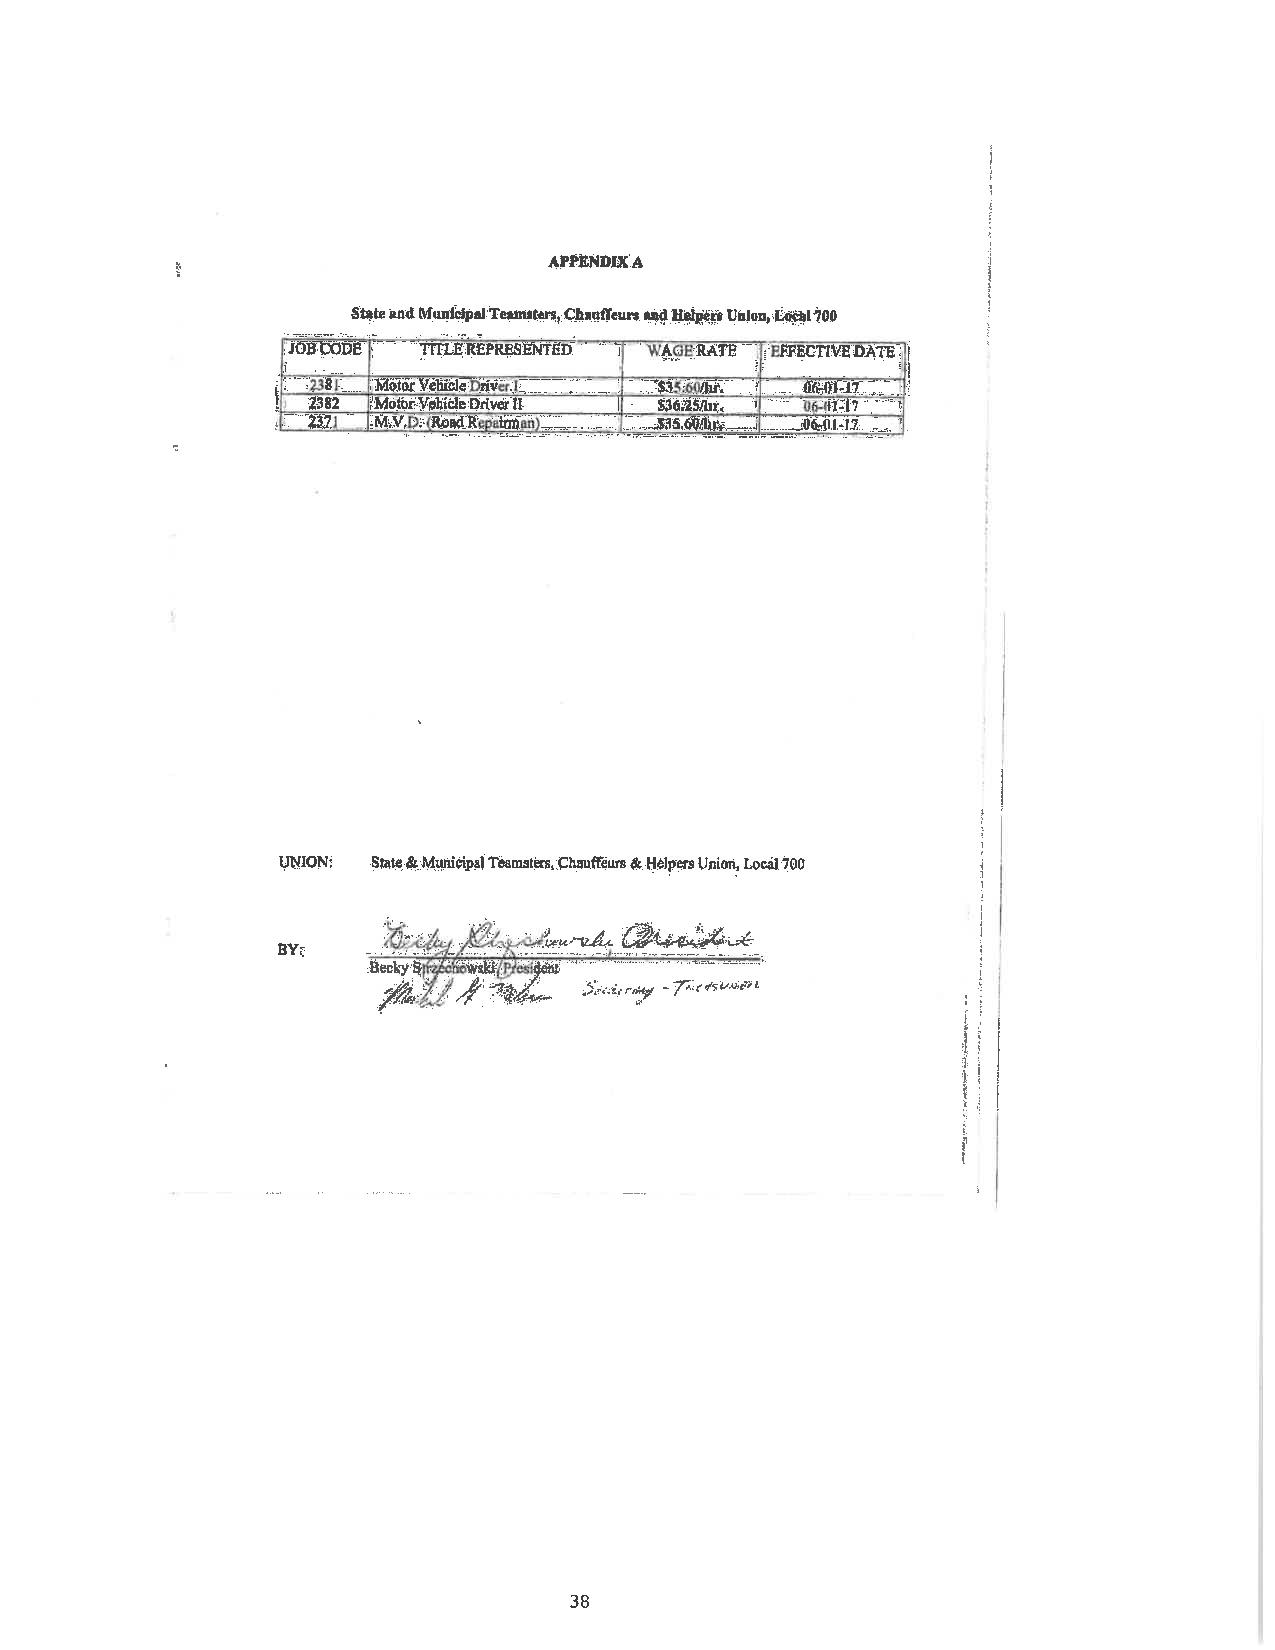 APPENDIX A
State and Municipal Teamsters, Chauffeurs and Helpers Union, Local 700
JOB CODE TITLE REPRESENTED WAGE RATE EFFECTIVE DATE
2381 Motor Vehicle Driver I $35.60/hr. 06-01-17
2382 Motor Vehicle Driver II $36.25/hr. 06-01-17
2371 M.V.D. (Road Repairman) $35.60/hr. 06-01-17
UNION: State & Municipal Teamsters, Chauffeurs & Helpers Union, Local 700
BY: Becky Strzechowski President
Becky Strzechowski, President
Secretary - Treasurer
38